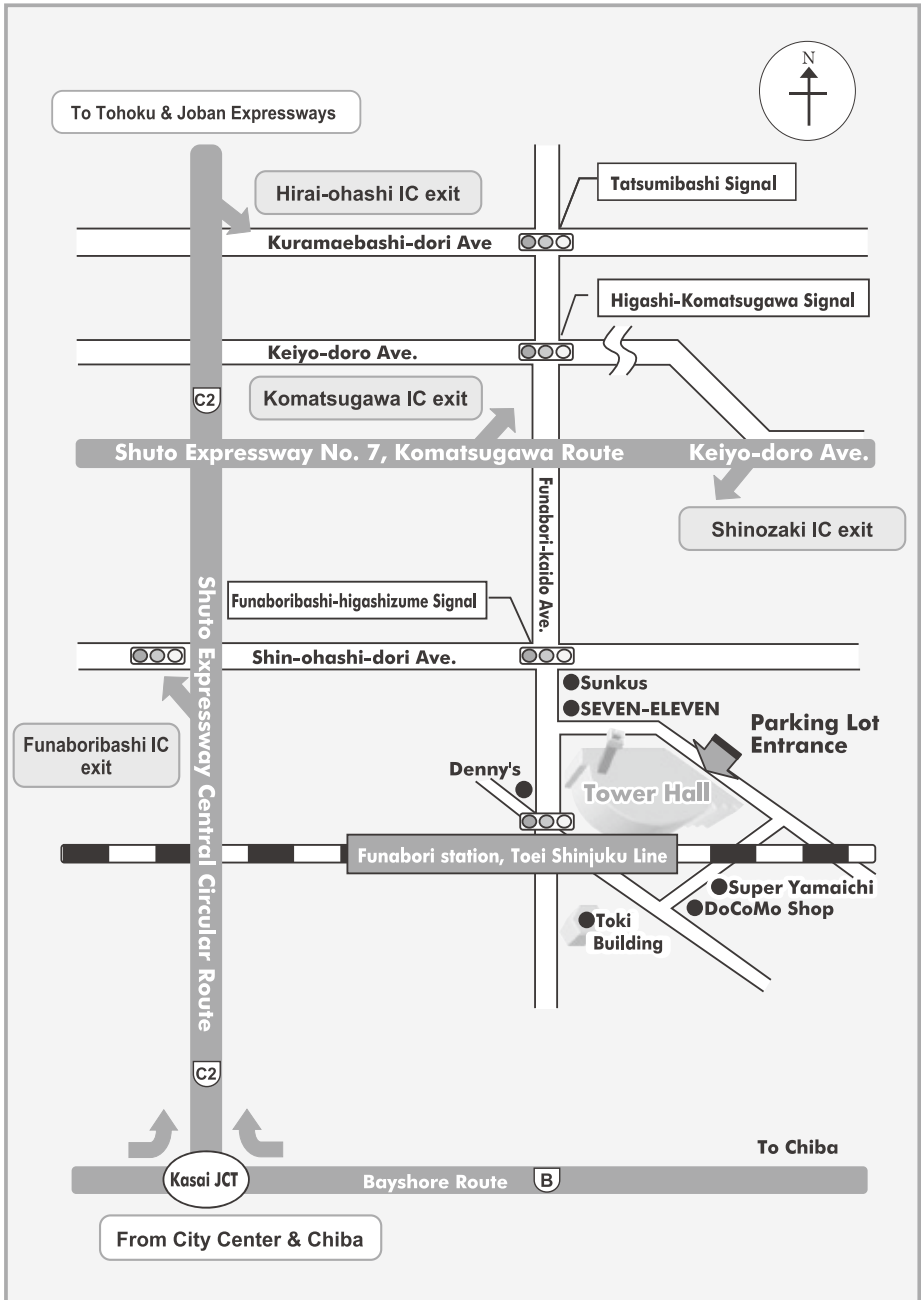 N
To Tohoku & Joban Expressways
Hirai-ohashi IC exit
Tatsumibashi Signal
Kuramaebashi-dori Ave
Higashi-Komatsugawa Signal
Keiyo-doro Ave.
C2
Komatsugawa IC exit
Shuto Expressway No. 7, Komatsugawa Route
Keiyo-doro Ave.
Funabori-kaido Ave.
Shinozaki IC exit
Shuto Expressway Central Circular Route
Funaboribashi-higashizume Signal
Shin-ohashi-dori Ave.
Sunkus
SEVEN-ELEVEN
Parking Lot
Entrance
Funaboribashi IC
exit
Denny's
Tower Hall
Funabori station, Toei Shinjuku Line
Super Yamaichi
DoCoMo Shop
Toki
Building
C2
To Chiba
Kasai JCT
Bayshore Route
B
From City Center & Chiba